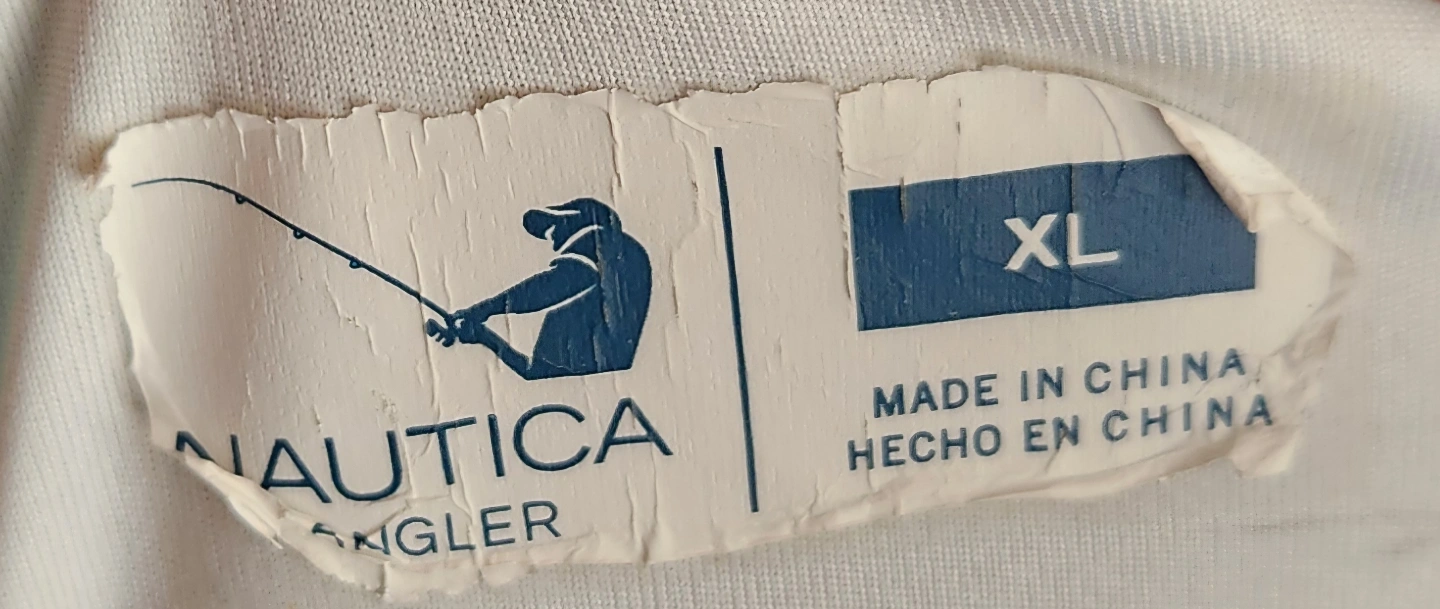 NAUTICA
ANGLER
XL
MADE IN CHINA
HECHO EN CHINA